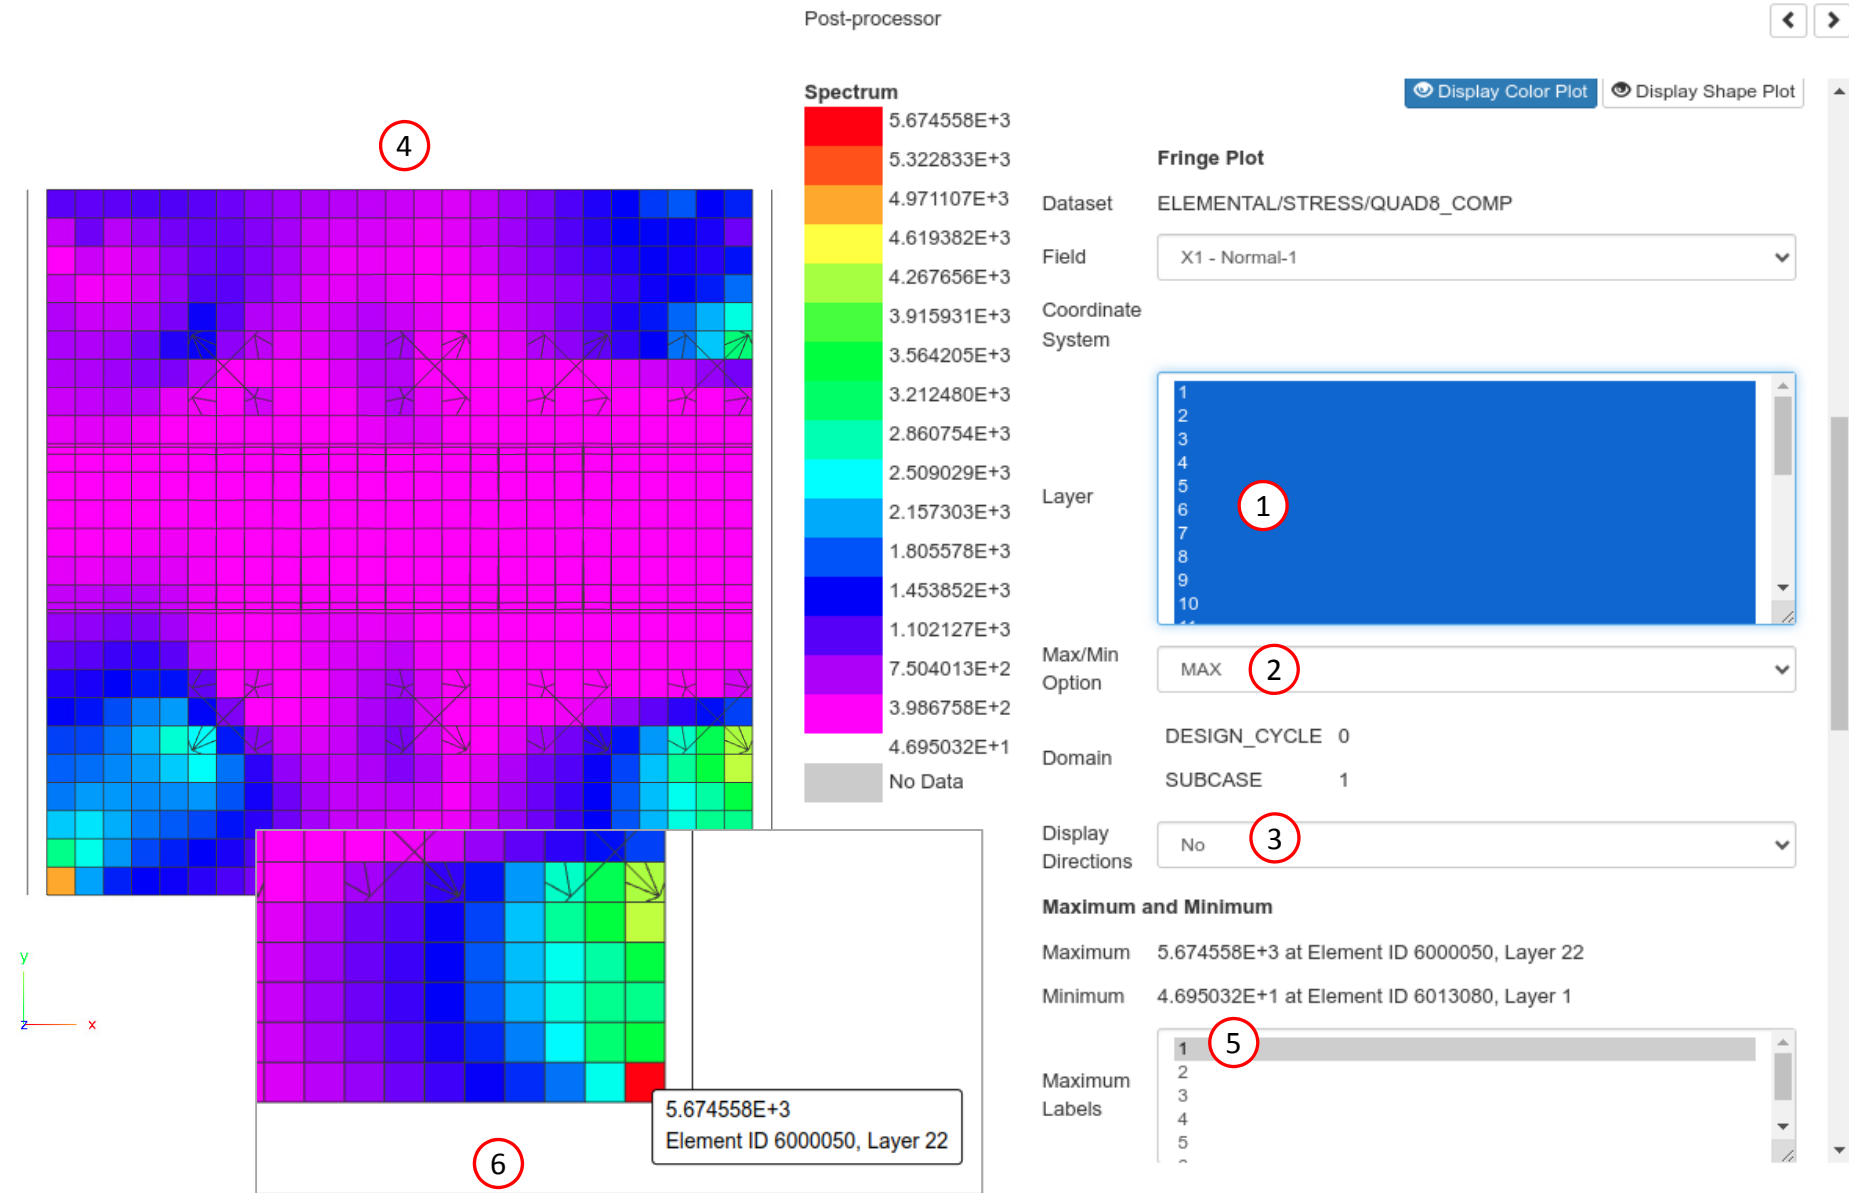 Post-processor
Display Color Plot
Display Shape Plot
Spectrum
5.674558E+3
5.322833E+3
4.971107E+3
4.619382E+3
4.267656E+3
3.915931E+3
3.564205E+3
3.212480E+3
2.860754E+3
2.509029E+3
2.157303E+3
1.805578E+3
1.453852E+3
1.102127E+3
7.504013E+2
3.986758E+2
4.695032E+1
No Data
Fringe Plot
Dataset ELEMENTAL/STRESS/QUAD8_COMP
Field X1 - Normal-1
Coordinate
System
Layer
1
2
3
4
5
6
7
8
9
10
11
1
Max/Min
Option
MAX
2
Domain
DESIGN_CYCLE 0
SUBCASE 1
Display
Directions
No
3
Maximum and Minimum
Maximum 5.674558E+3 at Element ID 6000050, Layer 22
Minimum 4.695032E+1 at Element ID 6013080, Layer 1
Maximum
Labels
1
2
3
4
5
5
4
y
z
x
5.674558E+3
Element ID 6000050, Layer 22
6